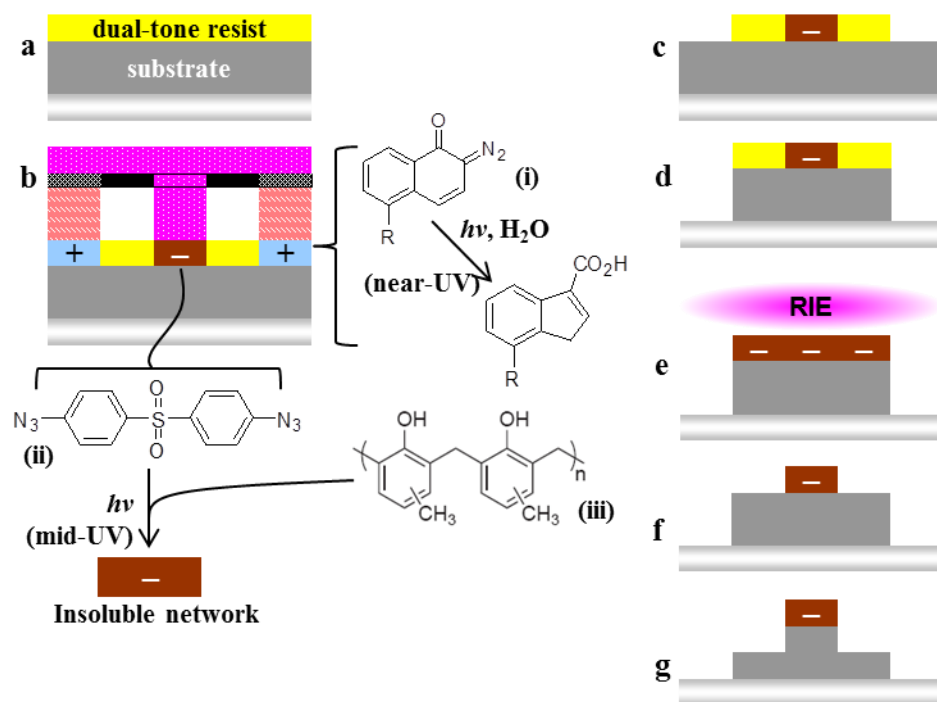 a
dual-tone resist
substrate
b
+
–
+
O
N2
(i)
R
hν, H2O
(near-UV)
CO2H
R
N3
O
S
O
N3
(ii)
hν
(mid-UV)
OH
OH
n
CH3
CH3
(iii)
–
Insoluble network
c
–
d
–
RIE
e
– – –
f
–
g
–